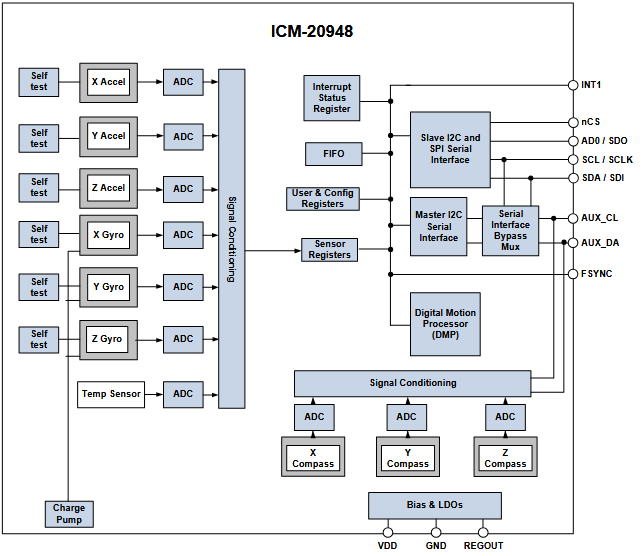 ICM-20948
Self
test
X Accel
ADC
Self
test
Y Accel
ADC
Self
test
Z Accel
ADC
Self
test
X Gyro
ADC
Self
test
Y Gyro
ADC
Self
test
Z Gyro
ADC
Temp Sensor
ADC
Charge
Pump
Signal Conditioning
Interrupt
Status
Register
FIFO
User & Config
Registers
Sensor
Registers
Slave I2C and
SPI Serial
Interface
Master I2C
Serial
Interface
Serial
Interface
Bypass
Mux
Digital Motion
Processor
(DMP)
INT1
nCS
AD0 / SDO
SCL / SCLK
SDA / SDI
AUX_CL
AUX_DA
FSYNC
Signal Conditioning
ADC
ADC
ADC
X
Compass
Y
Compass
Z
Compass
Bias & LDOs
VDD
GND
REGOUT